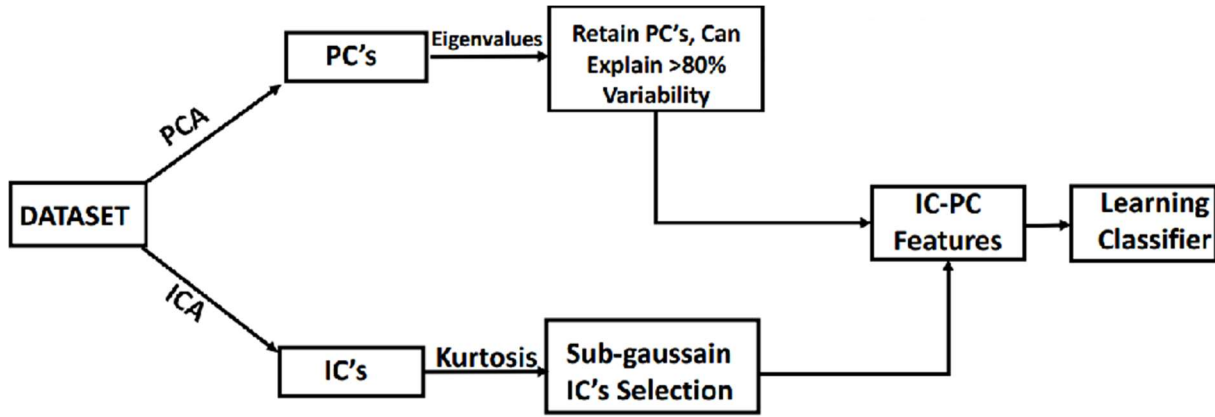 DATASET
PCA
PC's
Eigenvalues
Retain PC's, Can
Explain >80%
Variability
ICA
IC's
Kurtosis
Sub-gaussain
IC's Selection
IC-PC
Features
Learning
Classifier